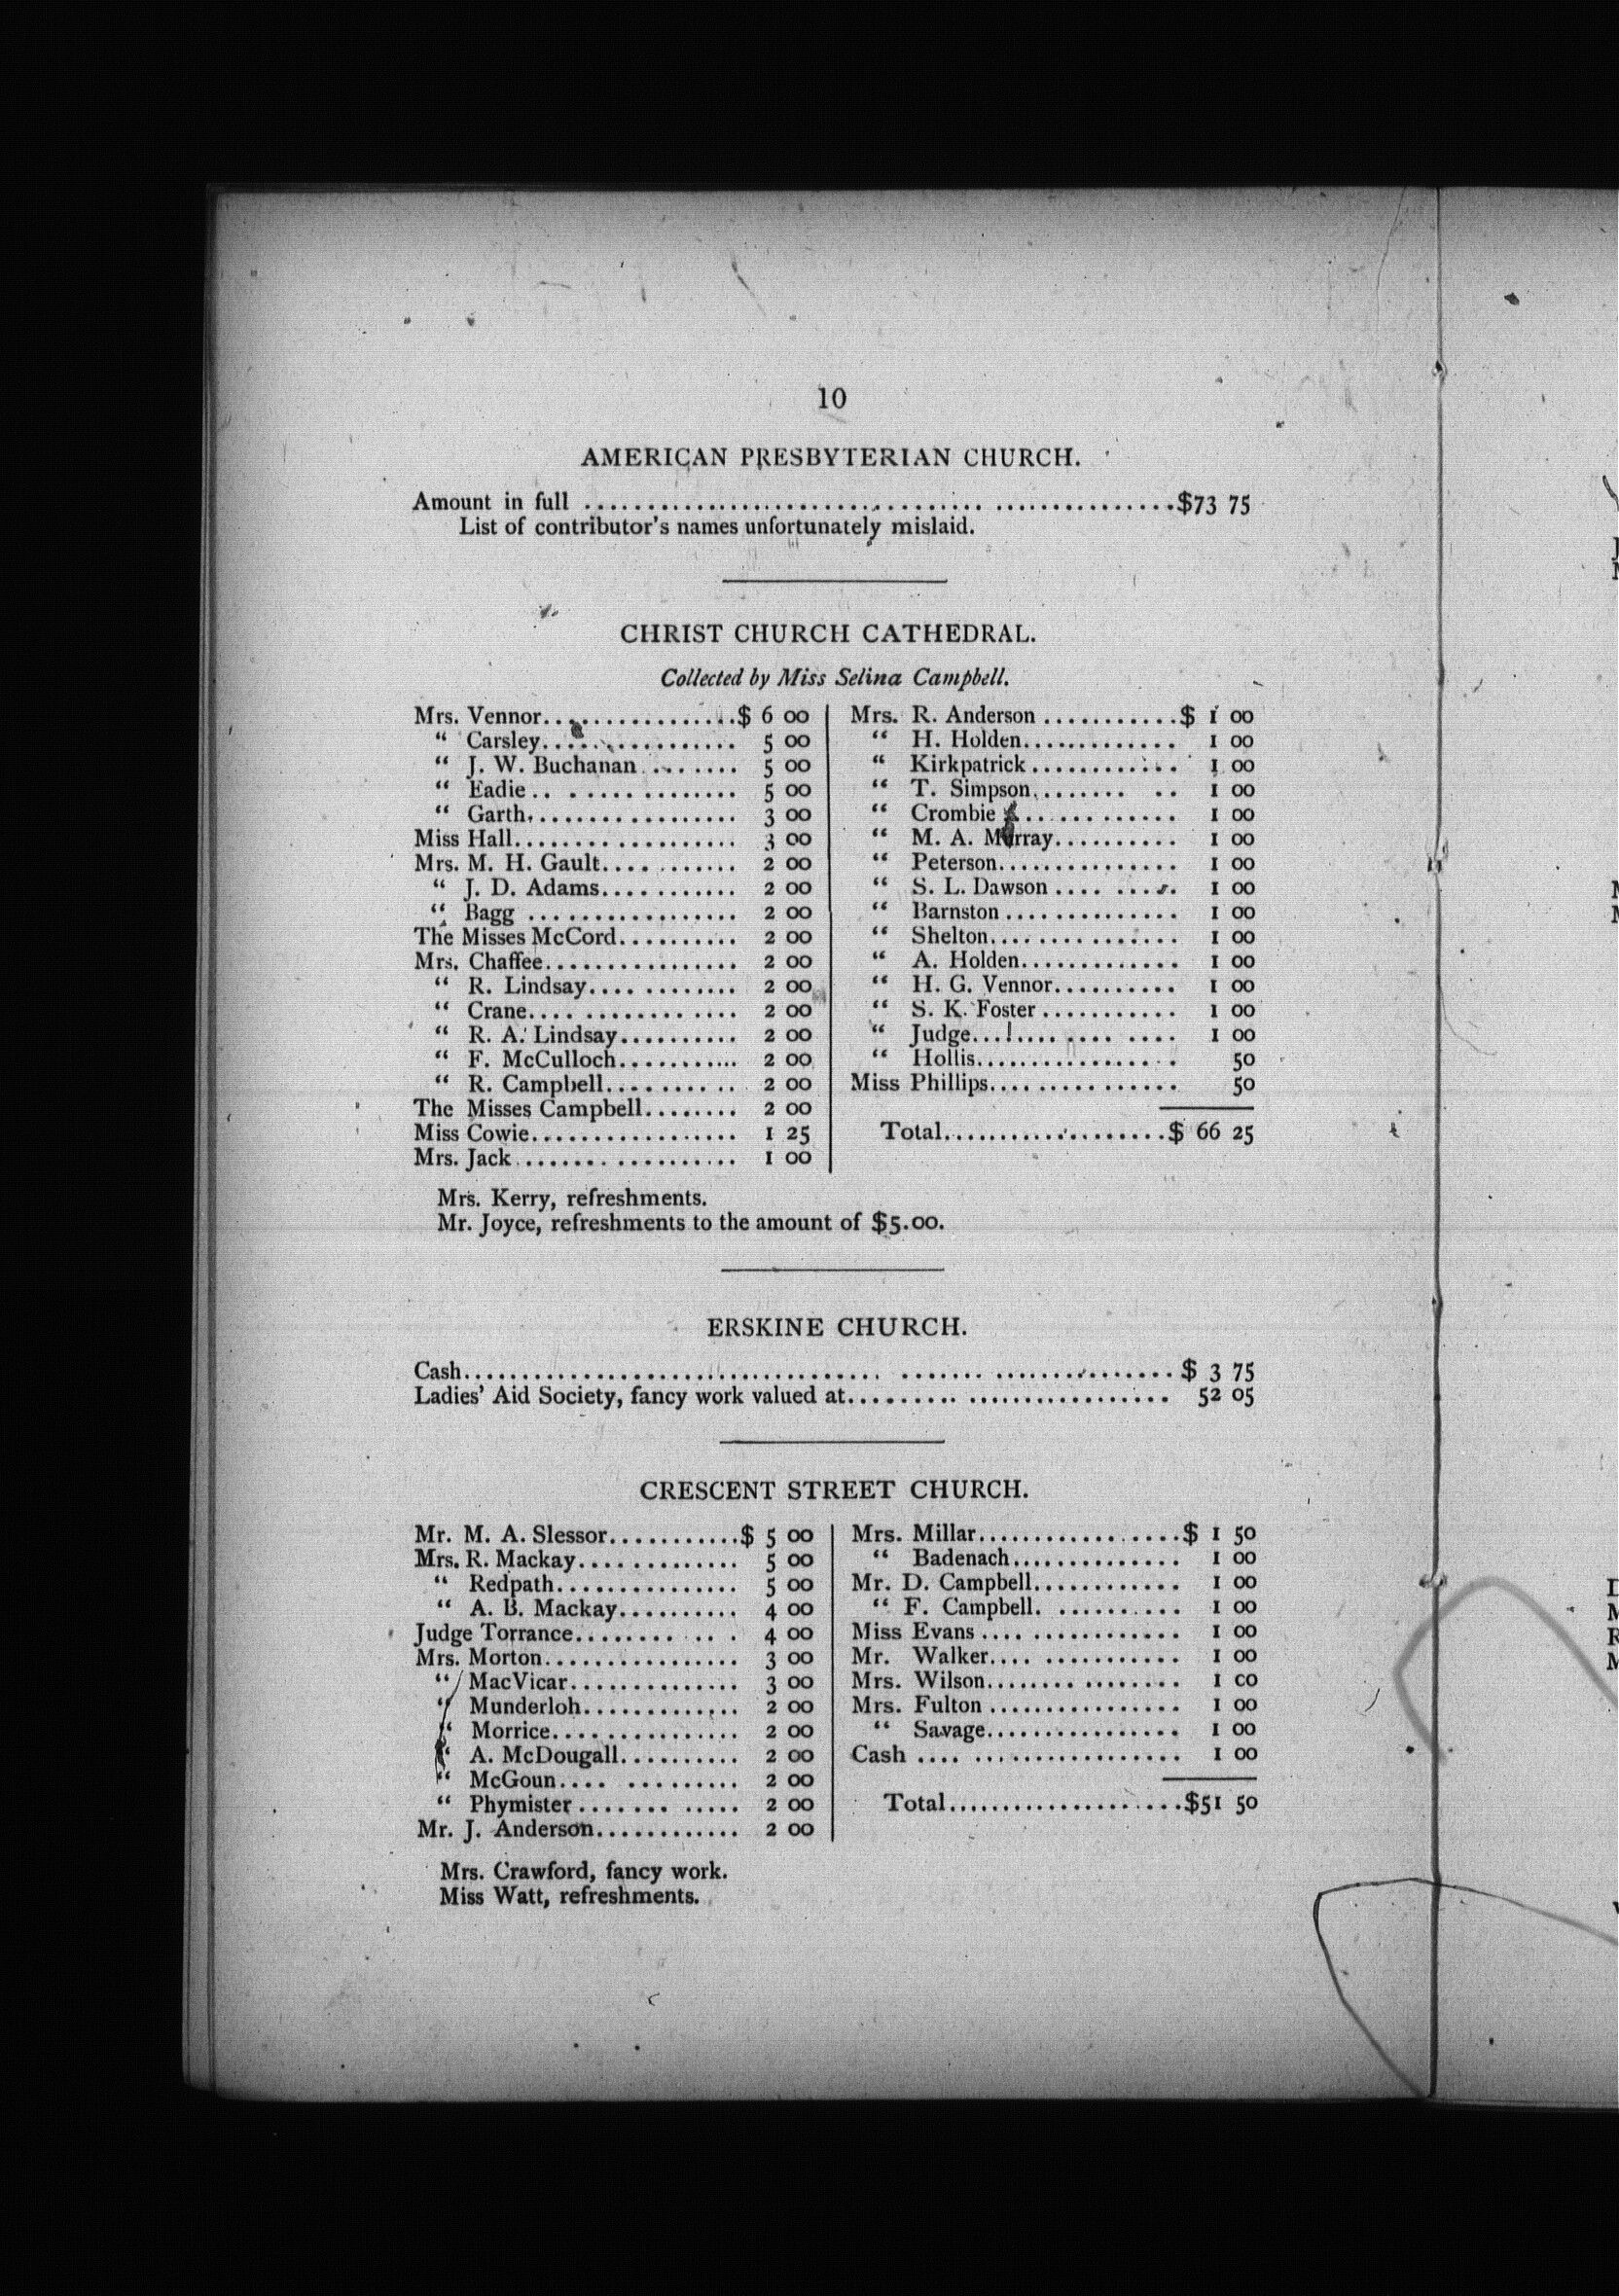 10
AMERICAN PRESBYTERIAN CHURCH.
Amount in full ........................................................$73 75
List of contributor's names unfortunately mislaid.
CHRIST CHURCH CATHEDRAL.
Collected by Miss Selina Campbell.
Mrs. Vennor..................$ 6 00
" Carsley.................. 5 00
" J. W. Buchanan ........ 5 00
" Eadie.................. 5 00
" Garth.................. 3 00
Miss Hall.................. 3 00
Mrs. M. H. Gault............ 2 00
" J. D. Adams............ 2 00
" Bagg .................. 2 00
The Misses McCord.......... 2 00
Mrs. Chaffee................ 2 00
" R. Lindsay............ 2 00
" Crane.................. 2 00
" R. A. Lindsay.......... 2 00
" F. McCulloch........... 2 00
" R. Campbell........... 2 00
The Misses Campbell........ 2 00
Miss Cowie................. 1 25
Mrs. Jack.................. 1 00
Mrs. R. Anderson ...........$ 1 00
" H. Holden............. 1 00
" Kirkpatrick............ 1 00
" T. Simpson........ .. 1 00
" Crombie ............ 1 00
" M. A. Murray.......... 1 00
" Peterson............... 1 00
" S. L. Dawson ......... 1 00
" Barnston .............. 1 00
" Shelton............... 1 00
" A. Holden............. 1 00
" H. G. Vennor.......... 1 00
" S. K. Foster ........... 1 00
" Judge................. 1 00
" Hollis................. 50
Miss Phillips................ 50
Total...................$ 66 25
Mrs. Kerry, refreshments.
Mr. Joyce, refreshments to the amount of $5.00.
ERSKINE CHURCH.
Cash............................................................$ 3 75
Ladies' Aid Society, fancy work valued at.......................... 52 05
CRESCENT STREET CHURCH.
Mr. M. A. Slessor...........$ 5 00
Mrs. R. Mackay............. 5 00
" Redpath............... 5 00
" A. B. Mackay.......... 4 00
Judge Torrance............. 4 00
Mrs. Morton................ 3 00
" MacVicar.............. 3 00
" Munderloh............. 2 00
" Morrice................ 2 00
" A. McDougall.......... 2 00
" McGoun.... ......... 2 00
" Phymister ....... ..... 2 00
Mr. J. Anderson............ 2 00
Mrs. Millar.................$ 1 50
" Badenach.............. 1 00
Mr. D. Campbell............ 1 00
" F. Campbell. .......... 1 00
Miss Evans .... ............. 1 00
Mr. Walker.... ........... 1 00
Mrs. Wilson........ ........ 1 00
Mrs. Fulton ................ 1 00
" Savage................ 1 00
Cash .... ................. 1 00
Total....................$51 50
Mrs. Crawford, fancy work.
Miss Watt, refreshments.